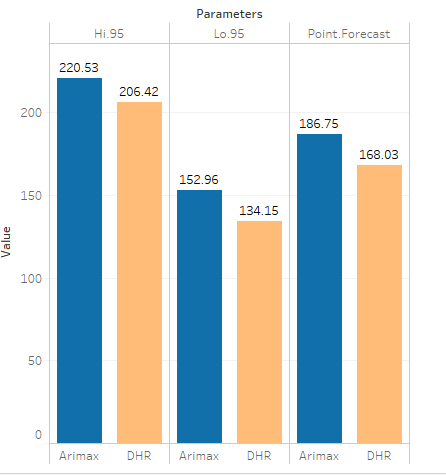 Parameters
Hi.95 Lo.95 Point.Forecast
220.53
206.42
200
186.75
168.03
152.96
150
134.15
100
50
0
Value
Arimax DHR Arimax DHR Arimax DHR